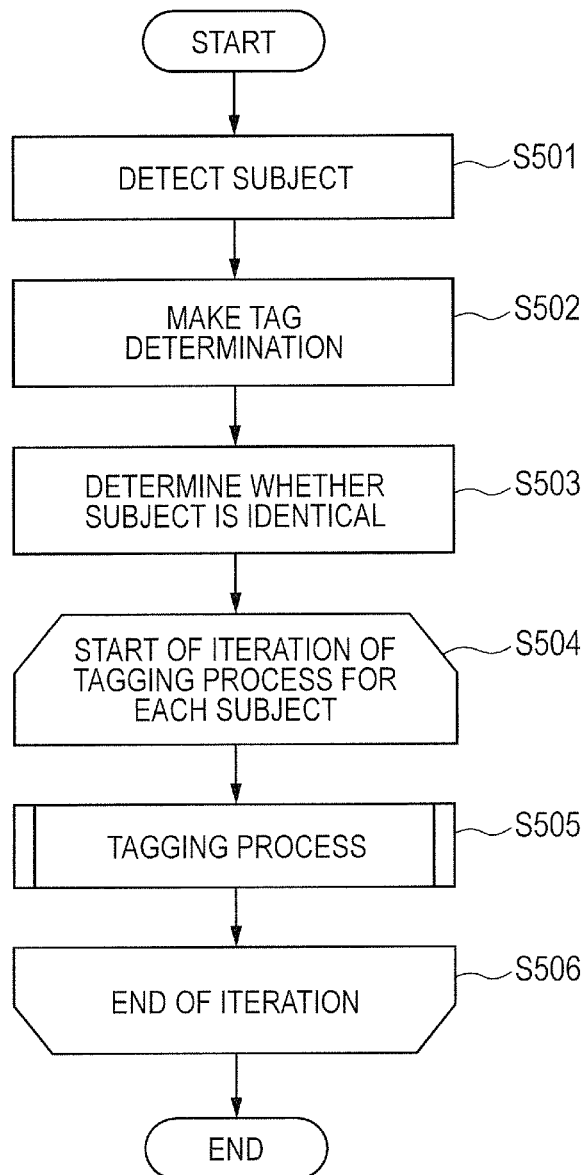 START
DETECT SUBJECT
S501
MAKE TAG
DETERMINATION
S502
DETERMINE WHETHER
SUBJECT IS IDENTICAL
S503
START OF ITERATION OF
TAGGING PROCESS FOR
EACH SUBJECT
S504
TAGGING PROCESS
S505
END OF ITERATION
S506
END